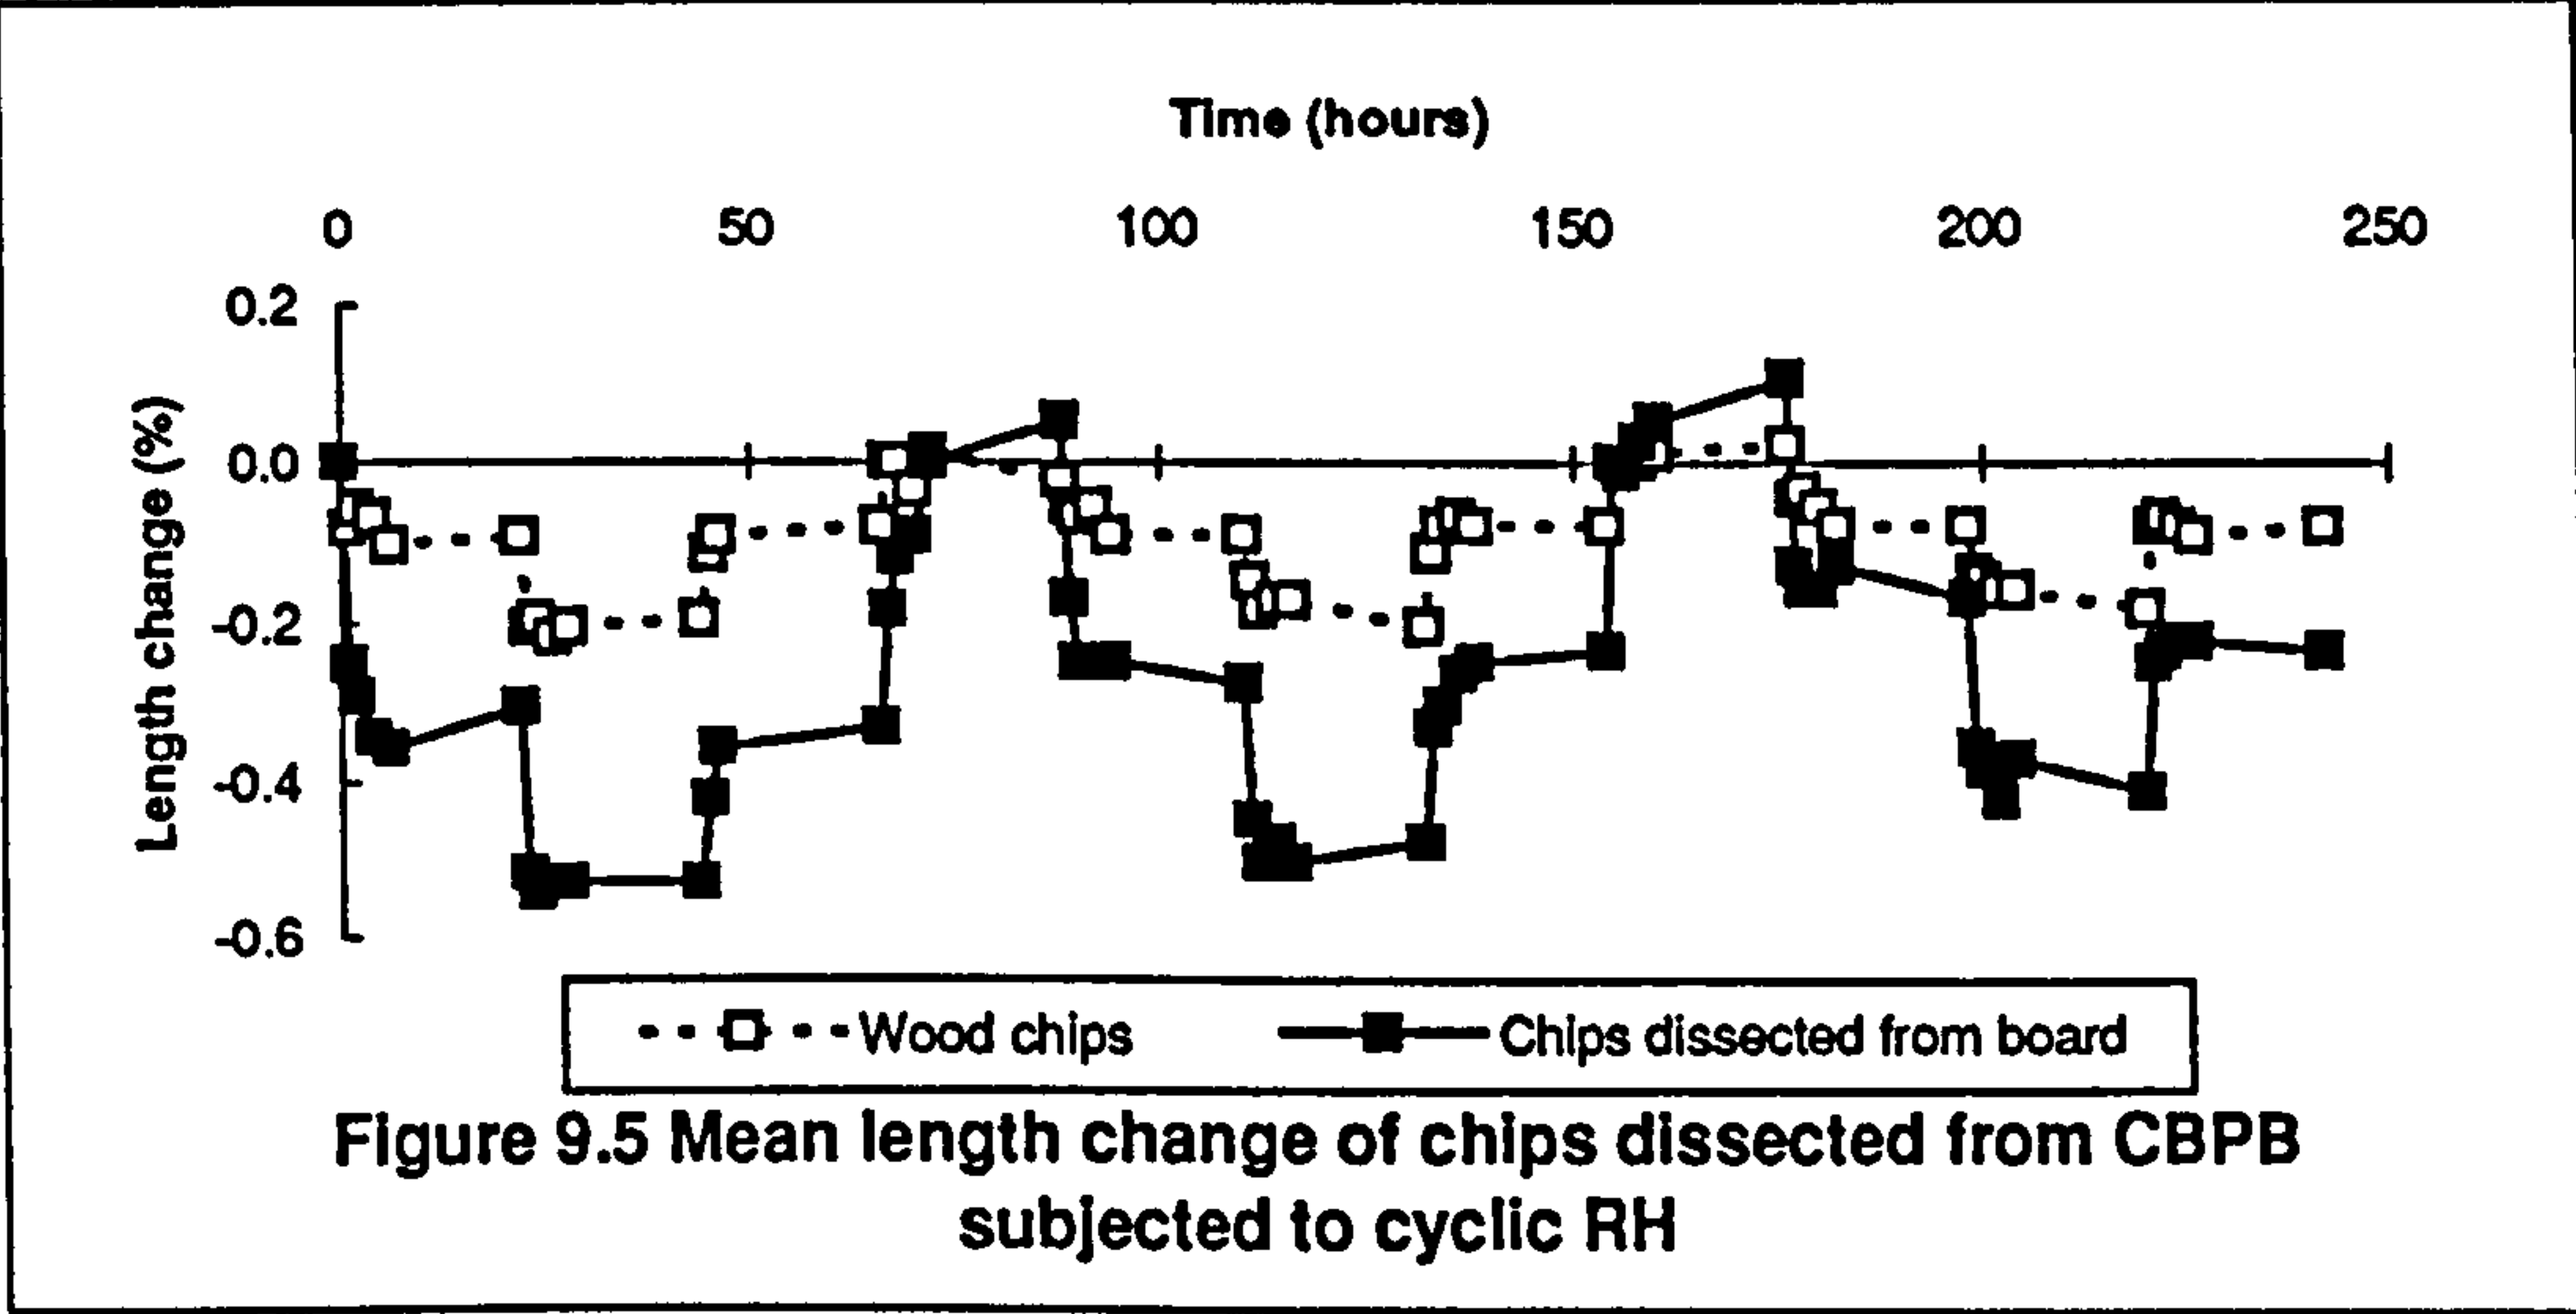 Time (hours)
0 50 100 150 200 250
0.2
0.0
-0.2
-0.4
-0.6
Length change (%)
Wood chips Chips dissected from board
Figure 9.5 Mean length change of chips dissected from CBPB
subjected to cyclic RH